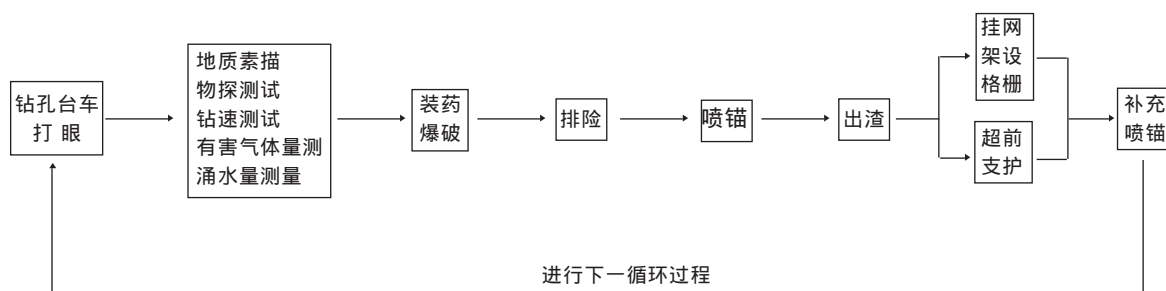 钻孔台车
打 眼
地质素描
物探测试
钻速测试
有害气体量测
涌水量测量
装药
爆破
排险
喷锚
出渣
挂网
架设
格栅
超前
支护
补充
喷锚
进行下一循环过程